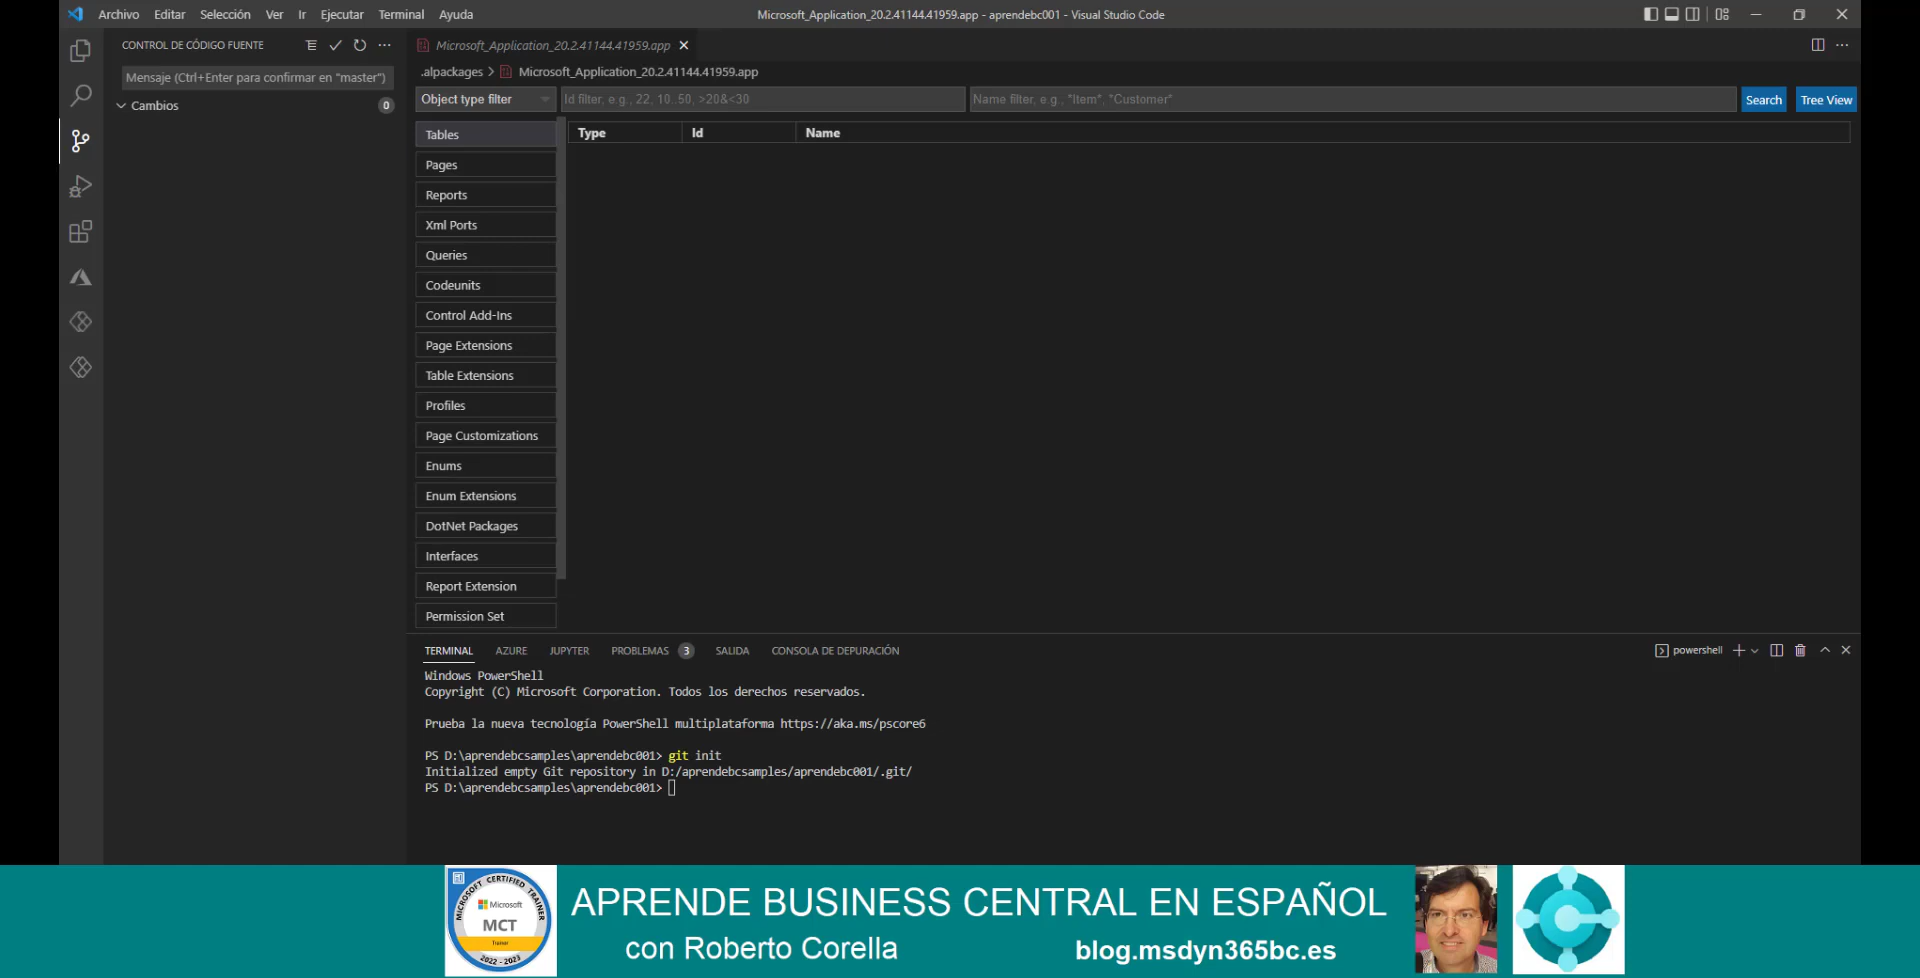 Archivo Editar Selección Ver Ir Ejecutar Terminal Ayuda
Microsoft_Application_20.2.41144.41959.app - aprendebc001 - Visual Studio Code
CONTROL DE CÓDIGO FUENTE
Mensaje (Ctrl+Enter para confirmar en "master")
Cambios 0
Microsoft_Application_20.2.41144.41959.app
.alpackages > Microsoft_Application_20.2.41144.41959.app
Object type filter
Id filter, e.g., 22, 10..50, >20&<30
Name filter, e.g., "Item", "Customer"
Search
Tree View
Type Id Name
Tables
Pages
Reports
Xml Ports
Queries
Codeunits
Control Add-Ins
Page Extensions
Table Extensions
Profiles
Page Customizations
Enums
Enum Extensions
DotNet Packages
Interfaces
Report Extension
Permission Set
TERMINAL AZURE JUPYTER PROBLEMAS 3 SALIDA CONSOLA DE DEPURACIÓN
powershell
Windows PowerShell
Copyright (C) Microsoft Corporation. Todos los derechos reservados.
Prueba la nueva tecnología PowerShell multiplataforma https://aka.ms/pscore6
PS D:\aprendebcsamples\aprendebc001> git init
Initialized empty Git repository in D:/aprendebcsamples/aprendebc001/.git/
PS D:\aprendebcsamples\aprendebc001>
MICROSOFT CERTIFIED TRAINER
Microsoft
MCT
Trainer
2022 - 2023
APRENDE BUSINESS CENTRAL EN ESPAÑOL
con Roberto Corella
blog.msdyn365bc.es